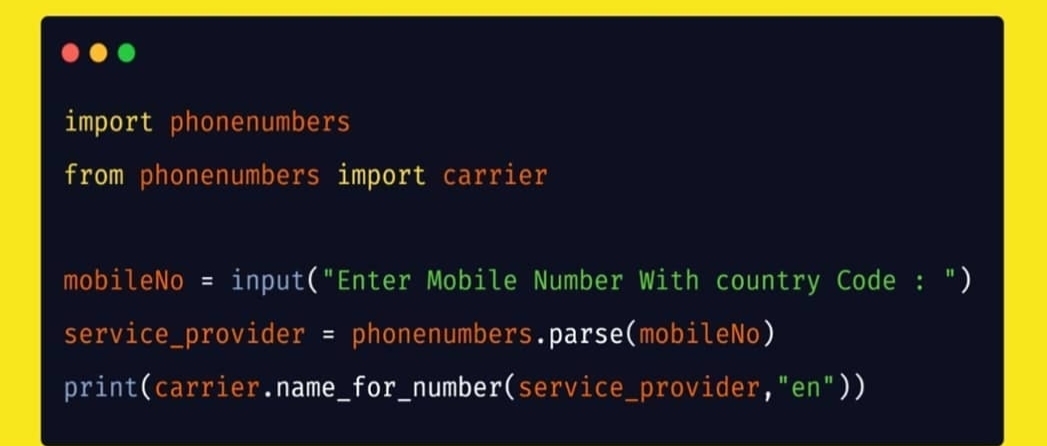 import phonenumbers
from phonenumbers import carrier
mobileNo = input("Enter Mobile Number With country Code : ")
service_provider = phonenumbers.parse(mobileNo)
print(carrier.name_for_number(service_provider,"en"))